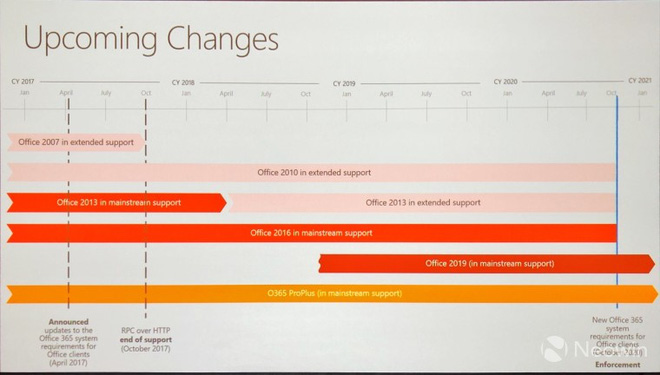 Upcoming Changes
CY 2017
CY 2018
CY 2019
CY 2020
CY 2021
Jan
April
July
Oct
Jan
April
July
Oct
Jan
April
July
Oct
Jan
April
July
Oct
Jan
Office 2007 in extended support
Office 2010 in extended support
Office 2013 in mainstream support
Office 2013 in extended support
Office 2016 in mainstream support
Office 2019 (in mainstream support)
O365 ProPlus (in mainstream support)
Announced
updates to the
Office 365 system
requirements for
Office clients
(April 2017)
RPC over HTTP
end of support
(October 2017)
New Office 365
system
requirements for
Office clients
(October 2020)
Enforcement
Neowin